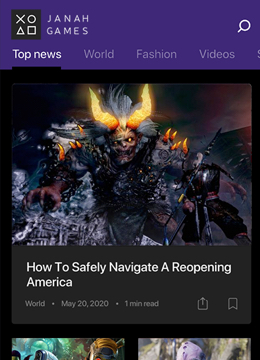 JANAH
GAMES
Top news World Fashion Videos S
How To Safely Navigate A Reopening
America
World • May 20, 2020 • 1 min read